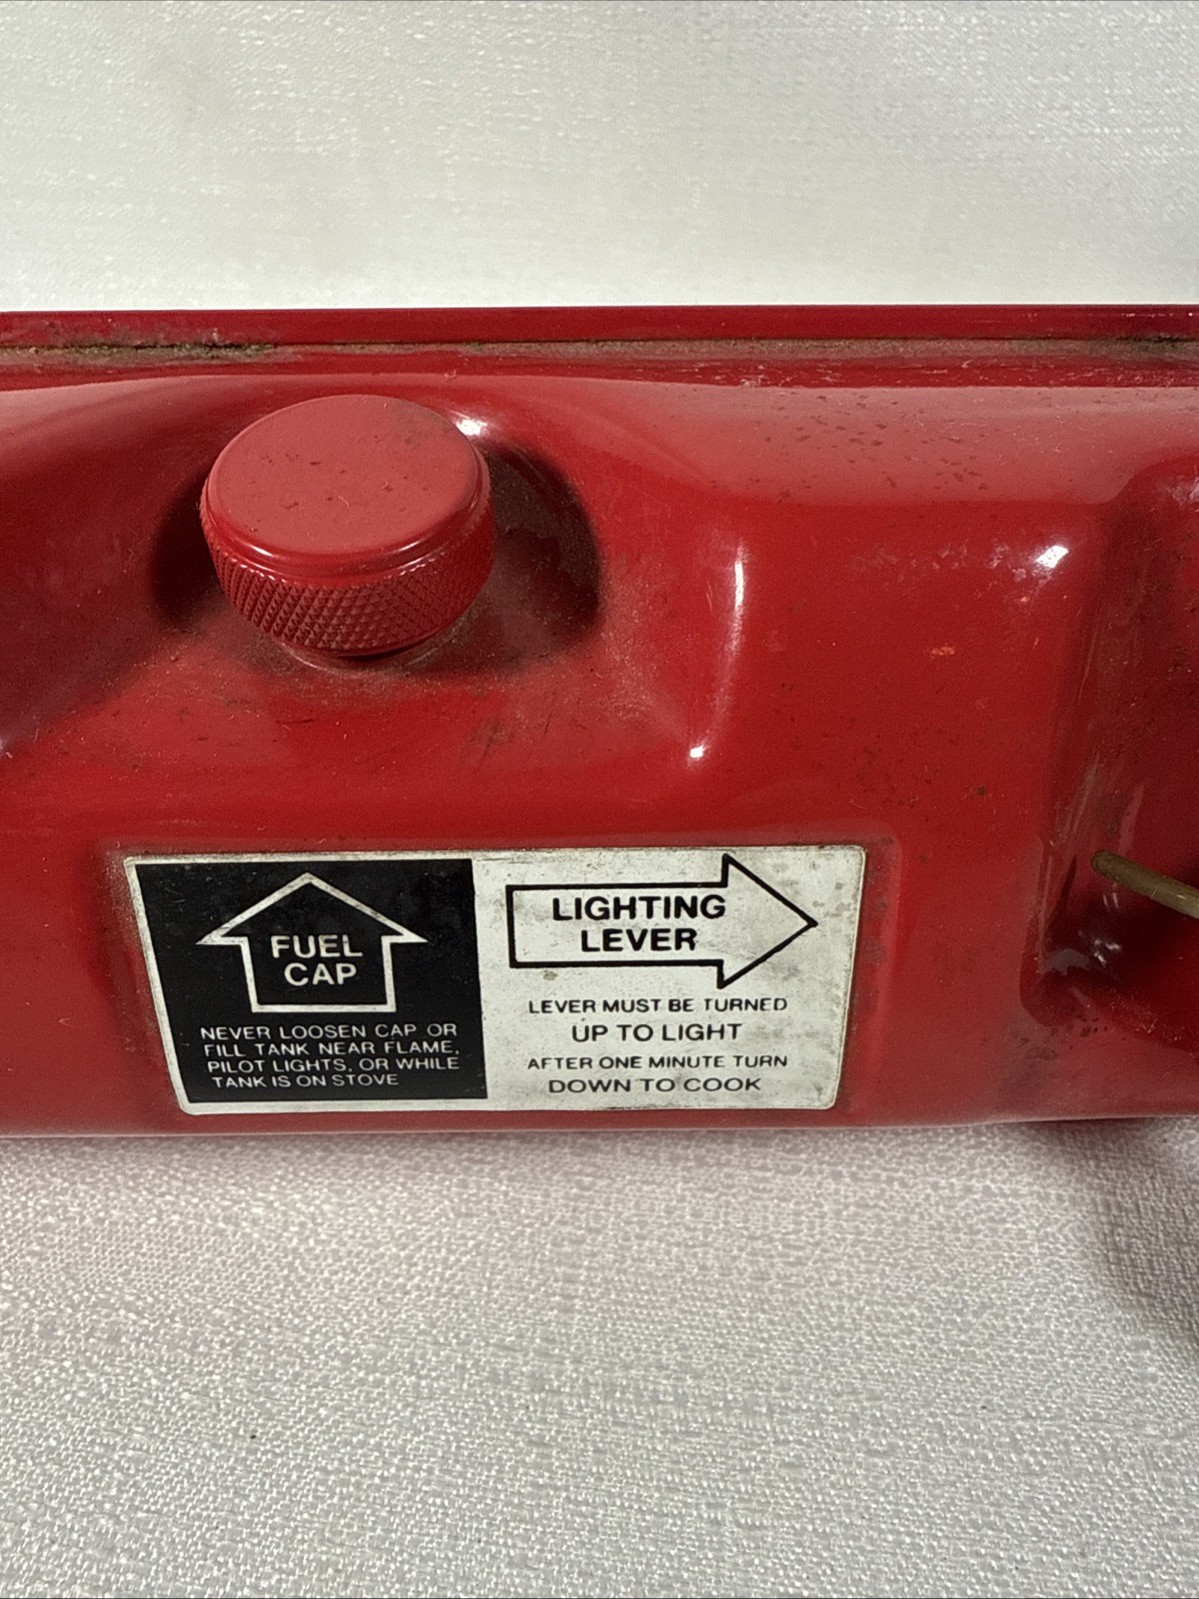 FUEL
CAP
NEVER LOOSEN CAP OR
FILL TANK NEAR FLAME,
PILOT LIGHTS, OR WHILE
TANK IS ON STOVE
LIGHTING
LEVER
LEVER MUST BE TURNED
UP TO LIGHT
AFTER ONE MINUTE TURN
DOWN TO COOK